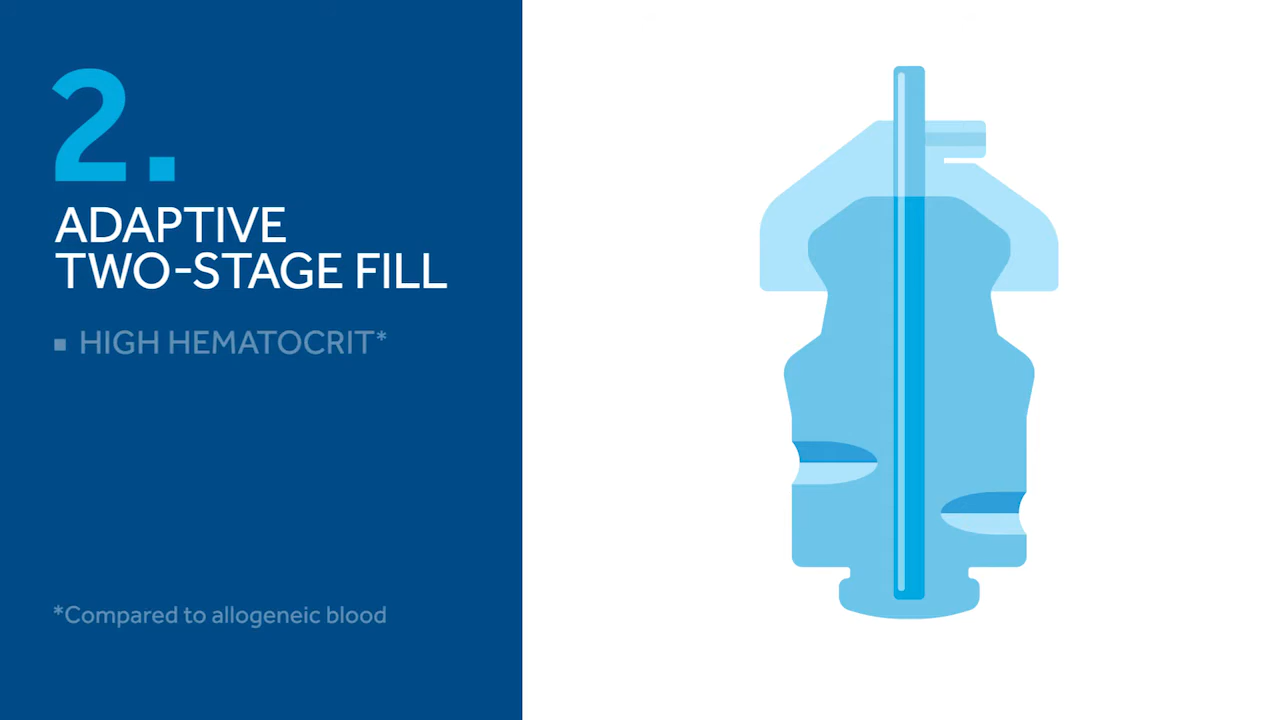 2.
ADAPTIVE
TWO-STAGE FILL
▪ HIGH HEMATOCRIT*
*Compared to allogeneic blood